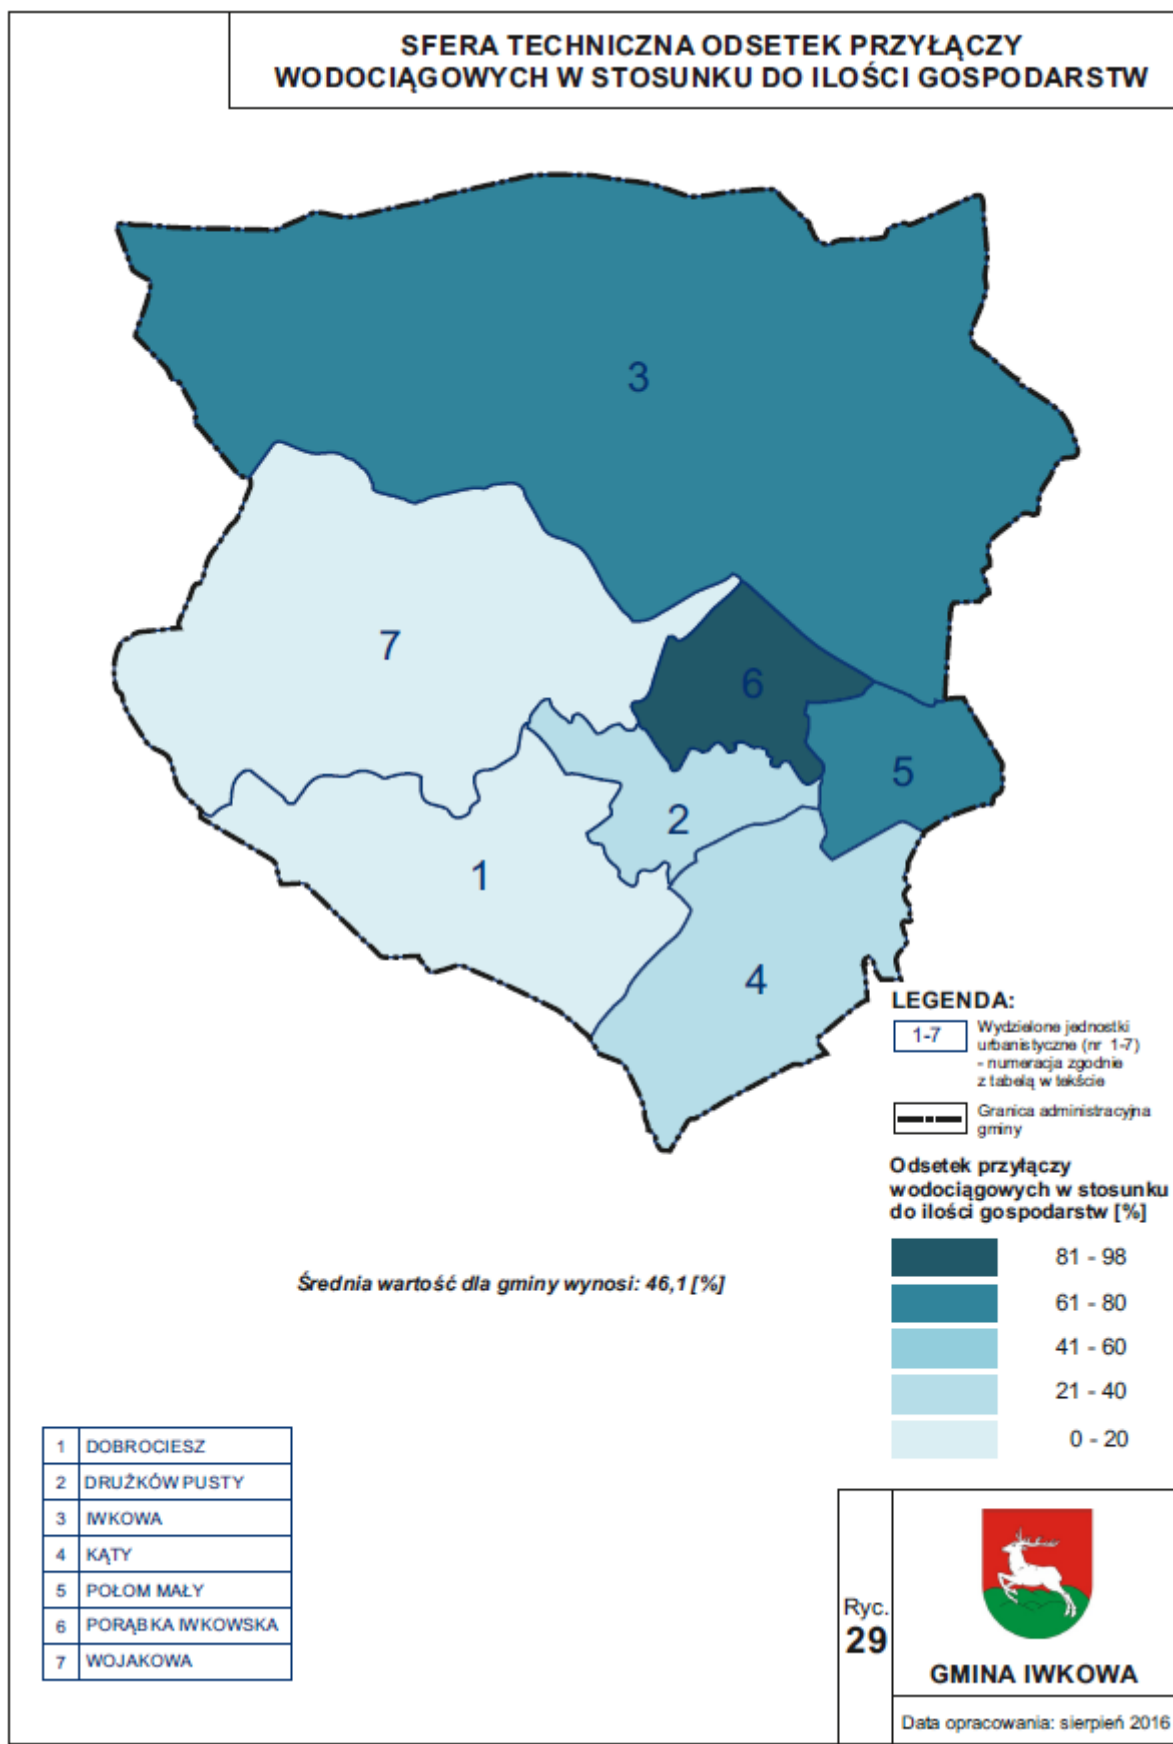 SFERA TECHNICZNA ODSETEK PRZYŁĄCZY
WODOCIĄGOWYCH W STOSUNKU DO ILOŚCI GOSPODARSTW
3
7
6
5
2
1
4
LEGENDA:
1-7
Wydzielone jednostki
urbanistyczne (nr 1-7)
- numeracja zgodnie
z tabelą w tekście
Granica administracyjna
gminy
Odsetek przyłączy
wodociągowych w stosunku
do ilości gospodarstw [%]
81 - 98
61 - 80
41 - 60
21 - 40
0 - 20
Średnia wartość dla gminy wynosi: 46,1 [%]
1 DOBROCIESZ
2 DRUŻKÓW PUSTY
3 IWKOWA
4 KĄTY
5 POŁOM MAŁY
6 PORĄBKA IWKOWSKA
7 WOJAKOWA
Ryc.
29
GMINA IWKOWA
Data opracowania: sierpień 2016